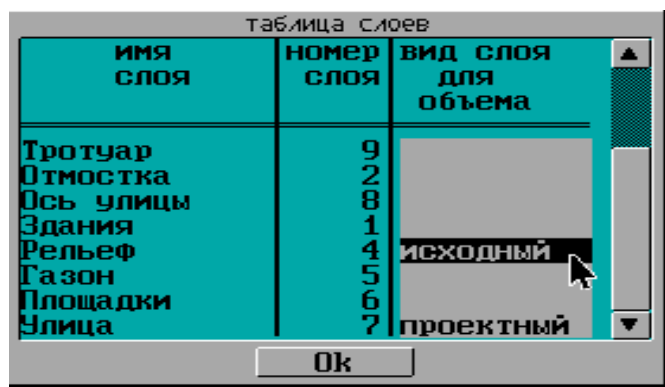 таблица слоев
имя номер вид слоя
слоя слоя для
объема
Тротуар 9
Отмостка 2
Ось улицы 8
Здания 1
Рельеф 4 исходный
Газон 5
Площадки 6
Улица 7 проектный
Ok